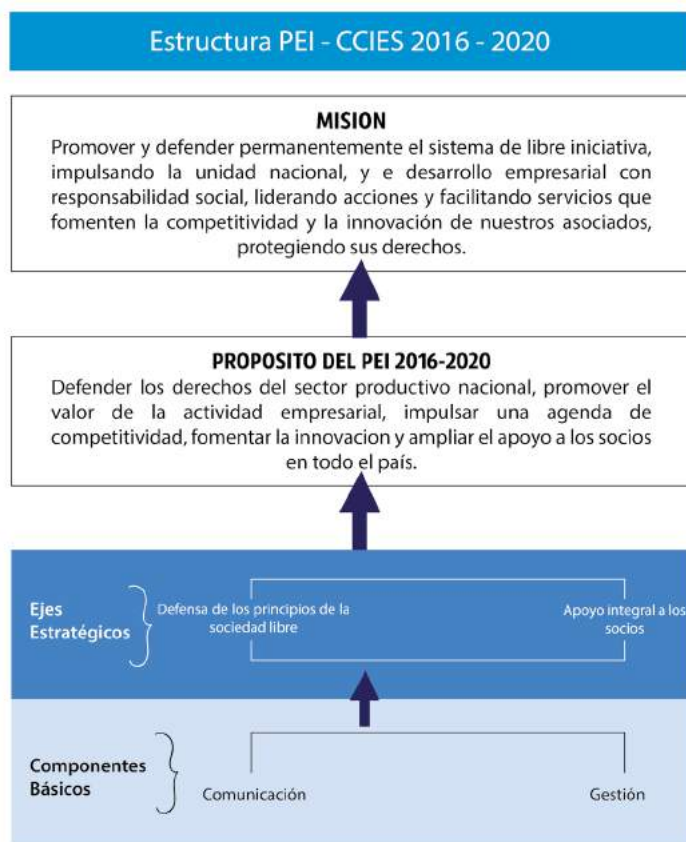 Estructura PEI - CCIES 2016 - 2020
MISION
Promover y defender permanentemente el sistema de libre iniciativa,
impulsando la unidad nacional, y e desarrollo empresarial con
responsabilidad social, liderando acciones y facilitando servicios que
fomenten la competitividad y la innovación de nuestros asociados,
protegiendo sus derechos.
PROPOSITO DEL PEI 2016-2020
Defender los derechos del sector productivo nacional, promover el
valor de la actividad empresarial, impulsar una agenda de
competitividad, fomentar la innovacion y ampliar el apoyo a los socios
en todo el país.
Ejes
Estratégicos
Defensa de los principios de la
sociedad libre
Apoyo integral a los
socios
Componentes
Básicos
Comunicación
Gestión